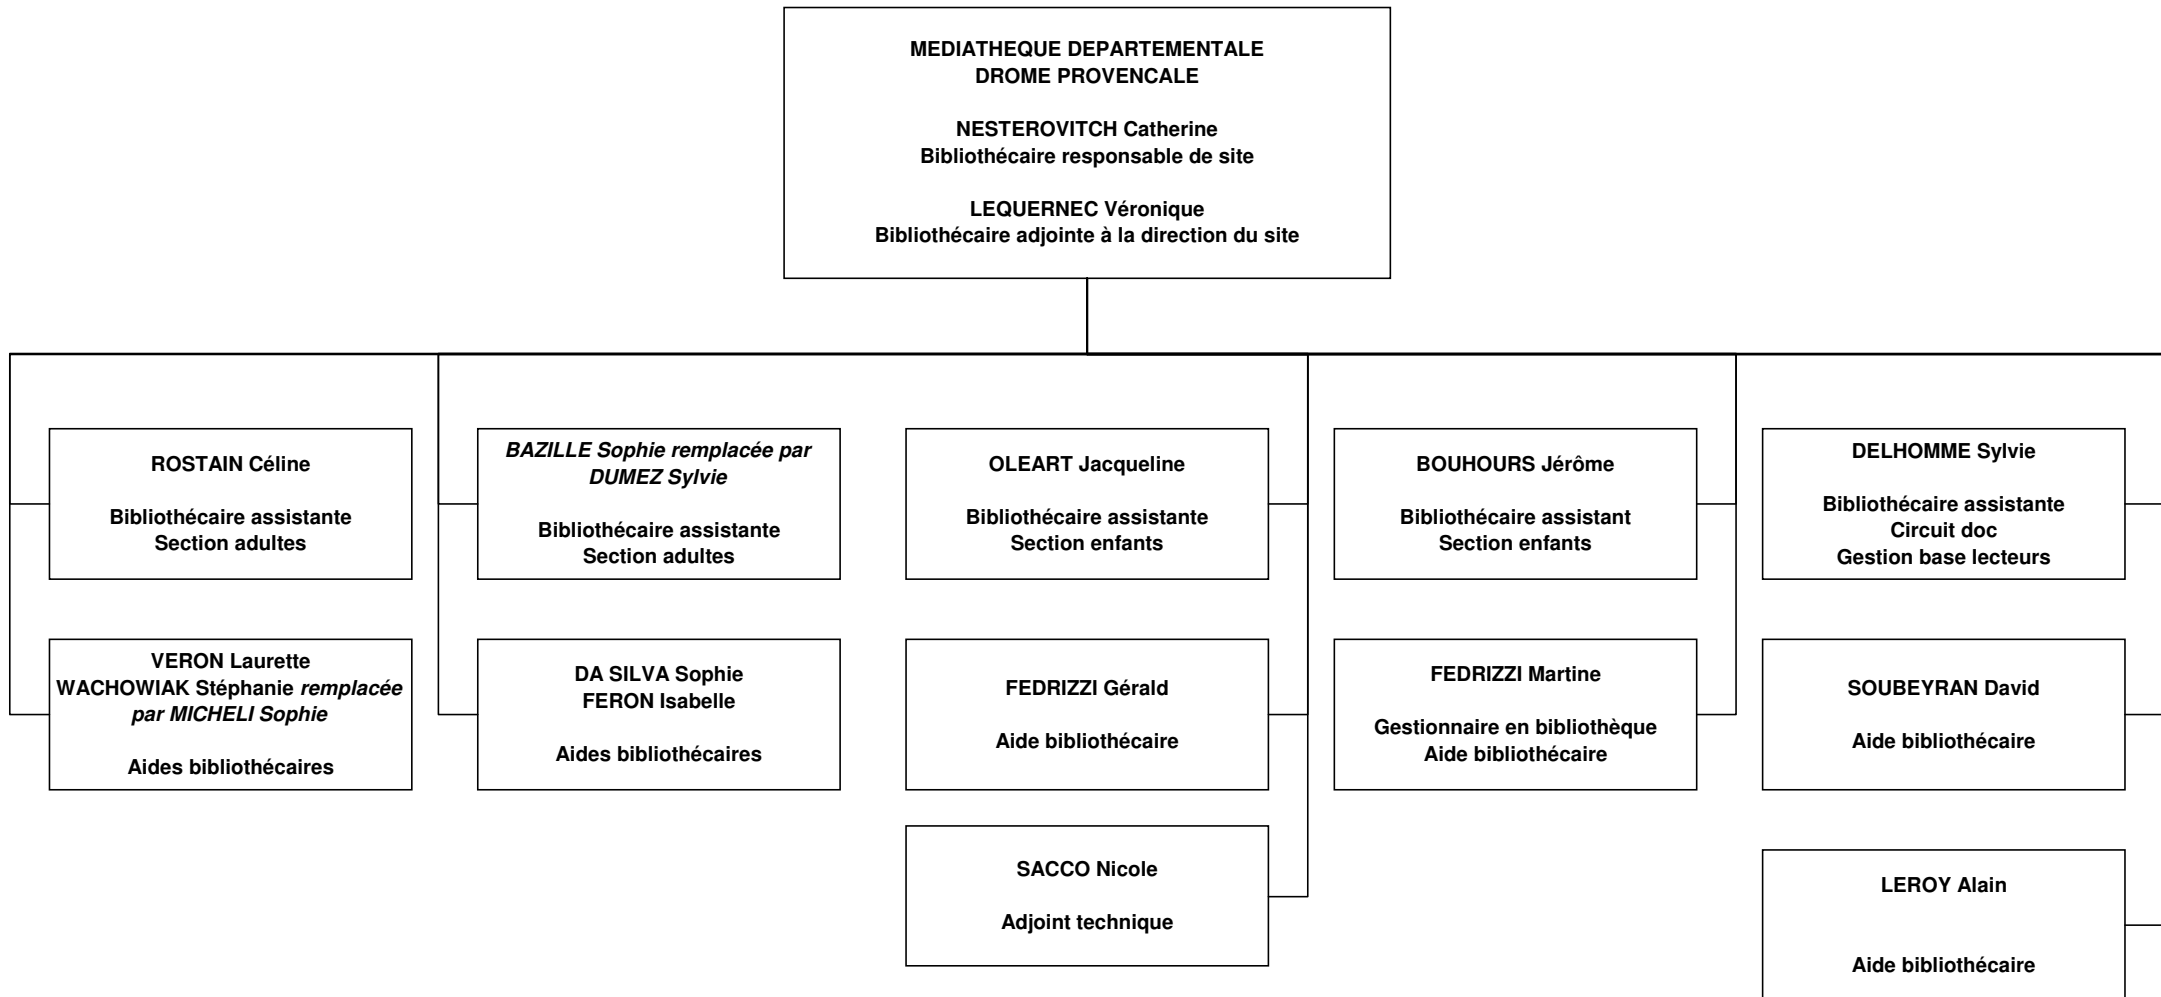 MEDIATHEQUE DEPARTEMENTALE
DROME PROVENCALE
NESTEROVITCH Catherine
Bibliothécaire responsable de site
LEQUERNEC Véronique
Bibliothécaire adjointe à la direction du site
ROSTAIN Céline
Bibliothécaire assistante
Section adultes
BAZILLE Sophie remplacée par
DUMEZ Sylvie
Bibliothécaire assistante
Section adultes
OLEART Jacqueline
Bibliothécaire assistante
Section enfants
BOUHOURS Jérôme
Bibliothécaire assistant
Section enfants
DELHOMME Sylvie
Bibliothécaire assistante
Circuit doc
Gestion base lecteurs
VERON Laurette
WACHOWIAK Stéphanie remplacée
par MICHELI Sophie
Aides bibliothécaires
DA SILVA Sophie
FERON Isabelle
Aides bibliothécaires
FEDRIZZI Gérald
Aide bibliothécaire
FEDRIZZI Martine
Gestionnaire en bibliothèque
Aide bibliothécaire
SOUBEYRAN David
Aide bibliothécaire
SACCO Nicole
Adjoint technique
LEROY Alain
Aide bibliothécaire